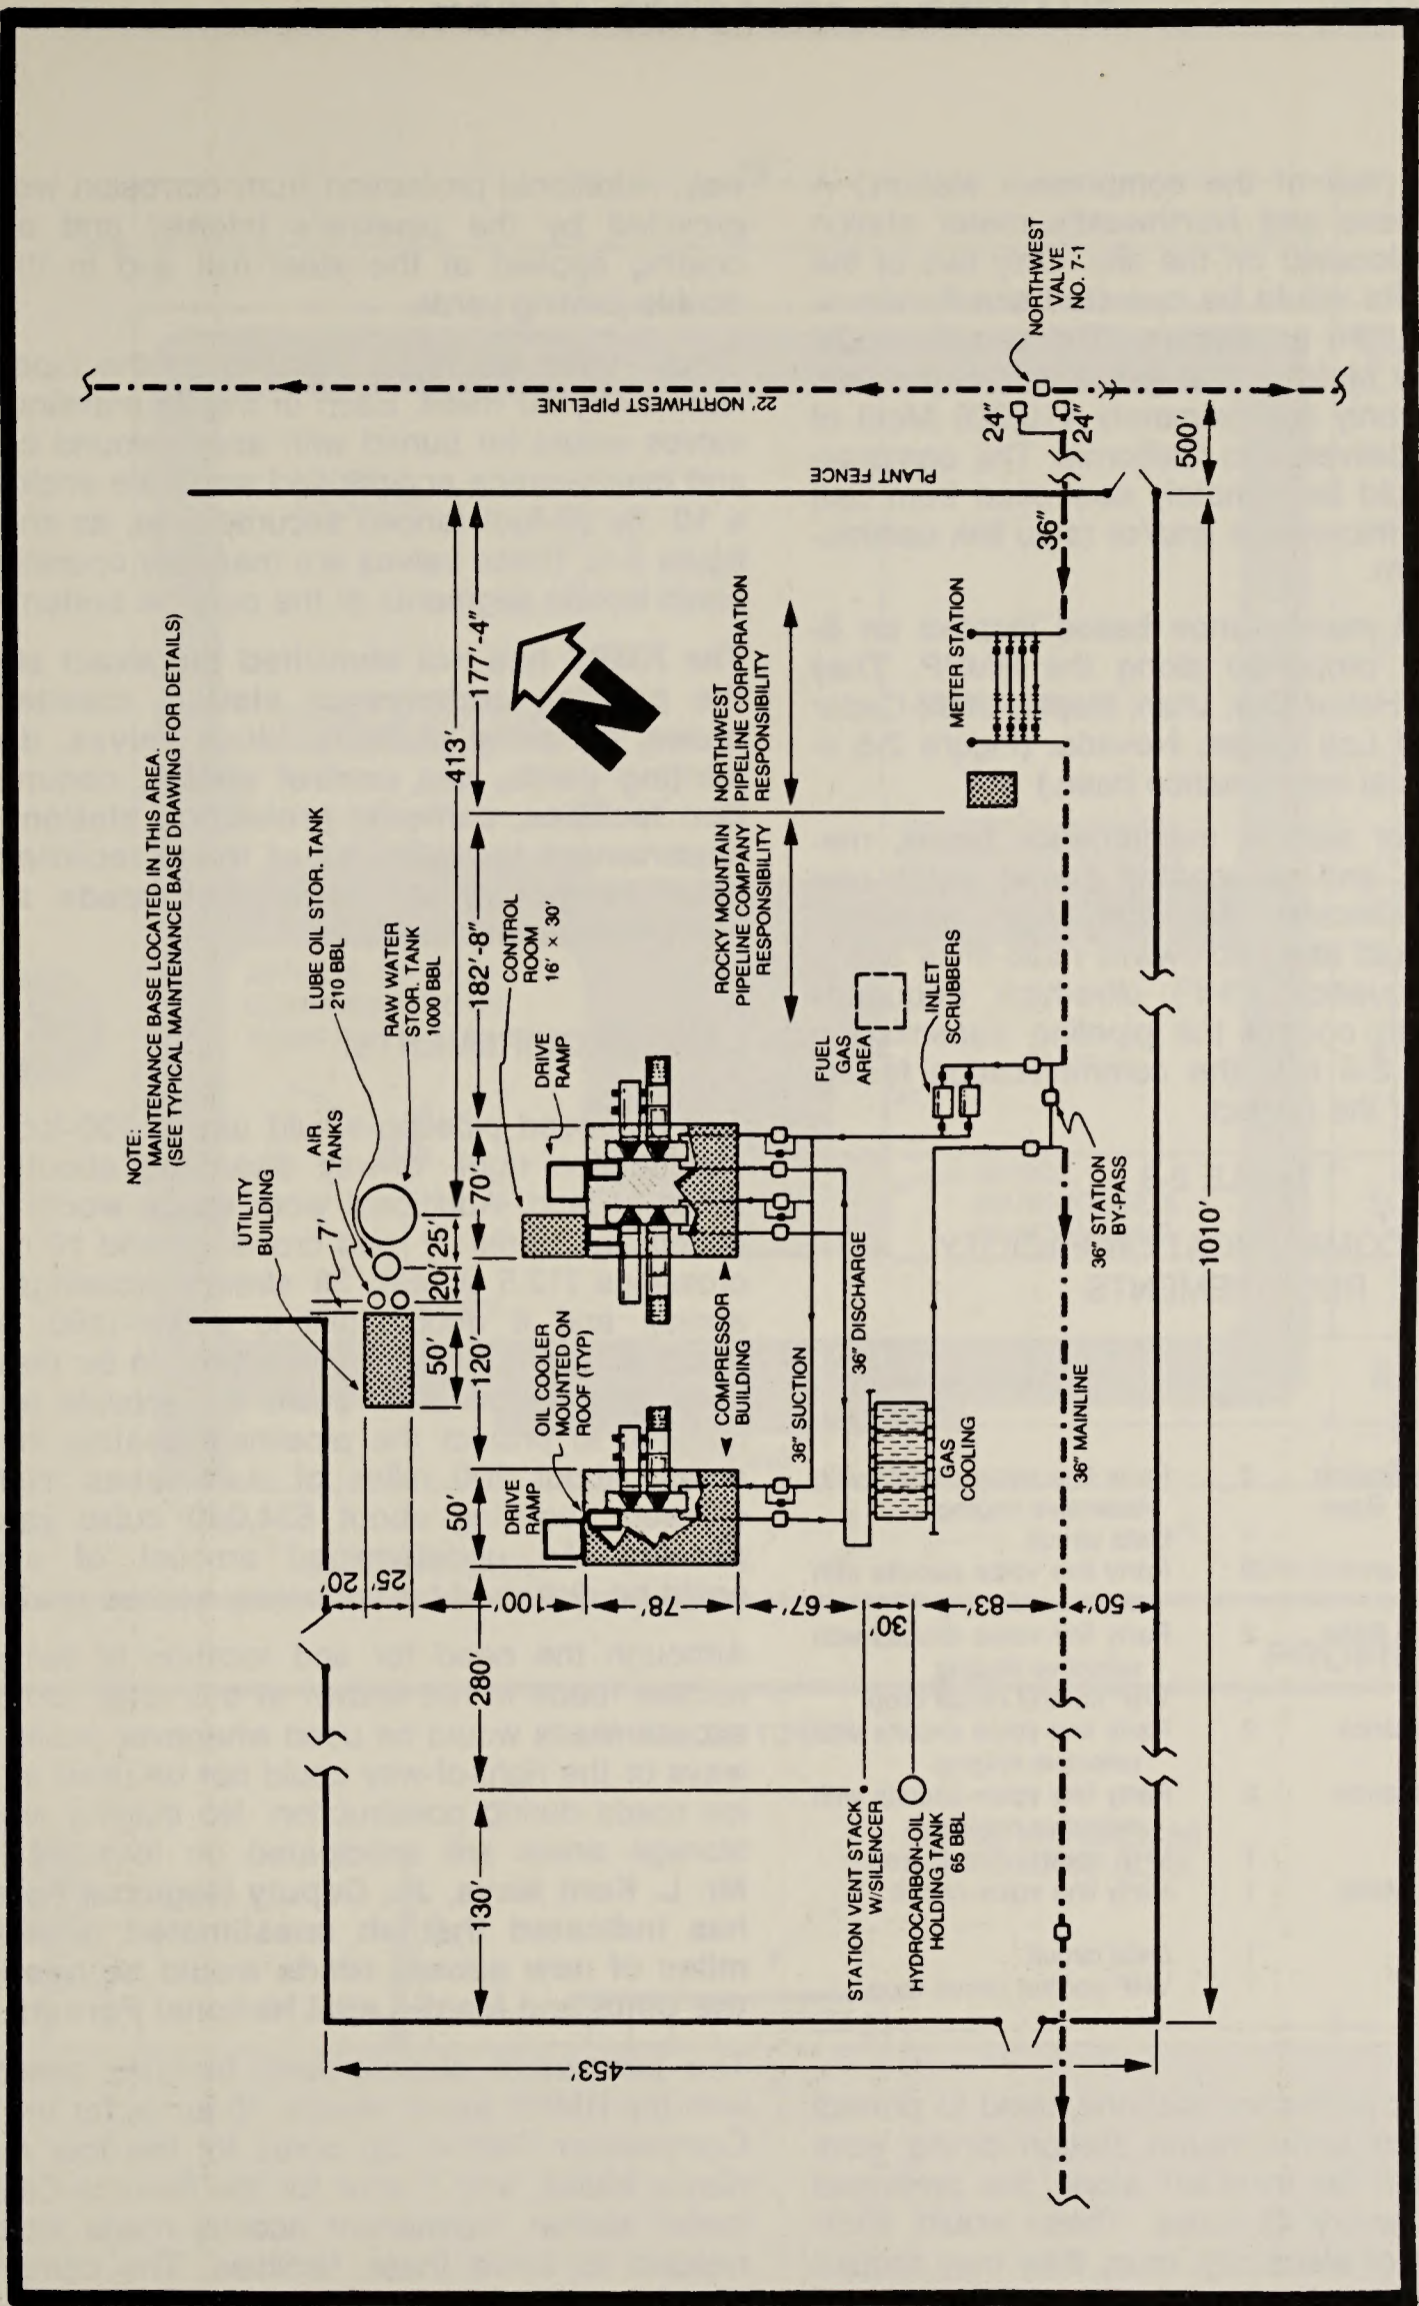 NOTE:
MAINTENANCE BASE LOCATED IN THIS AREA.
(SEE TYPICAL MAINTENANCE BASE DRAWING FOR DETAILS)
UTILITY
BUILDING
7'
AIR
TANKS
LUBE OIL STOR. TANK
210 BBL
RAW WATER
STOR. TANK
1000 BBL
20'
25'
50'
20'
25'
413'
130'
280'
50'
120'
70'
182'-8"
177'-4"
DRIVE
RAMP
OIL COOLER
MOUNTED ON
ROOF (TYP)
DRIVE
RAMP
CONTROL
ROOM
16' × 30'
N
22' NORTHWEST PIPELINE
PLANT FENCE
100'
78'
67'
30'
83'
50'
453'
COMPRESSOR
BUILDING
ROCKY MOUNTAIN
PIPELINE COMPANY
RESPONSIBILITY
NORTHWEST
PIPELINE CORPORATION
RESPONSIBILITY
36" SUCTION
36" DISCHARGE
FUEL
GAS
AREA
STATION VENT STACK
W/SILENCER
HYDROCARBON-OIL
HOLDING TANK
65 BBL
GAS
COOLING
INLET
SCRUBBERS
METER STATION
24"
24"
36"
NORTHWEST
VALVE
NO. 7-1
36" MAINLINE
36" STATION
BY-PASS
1010'
500'